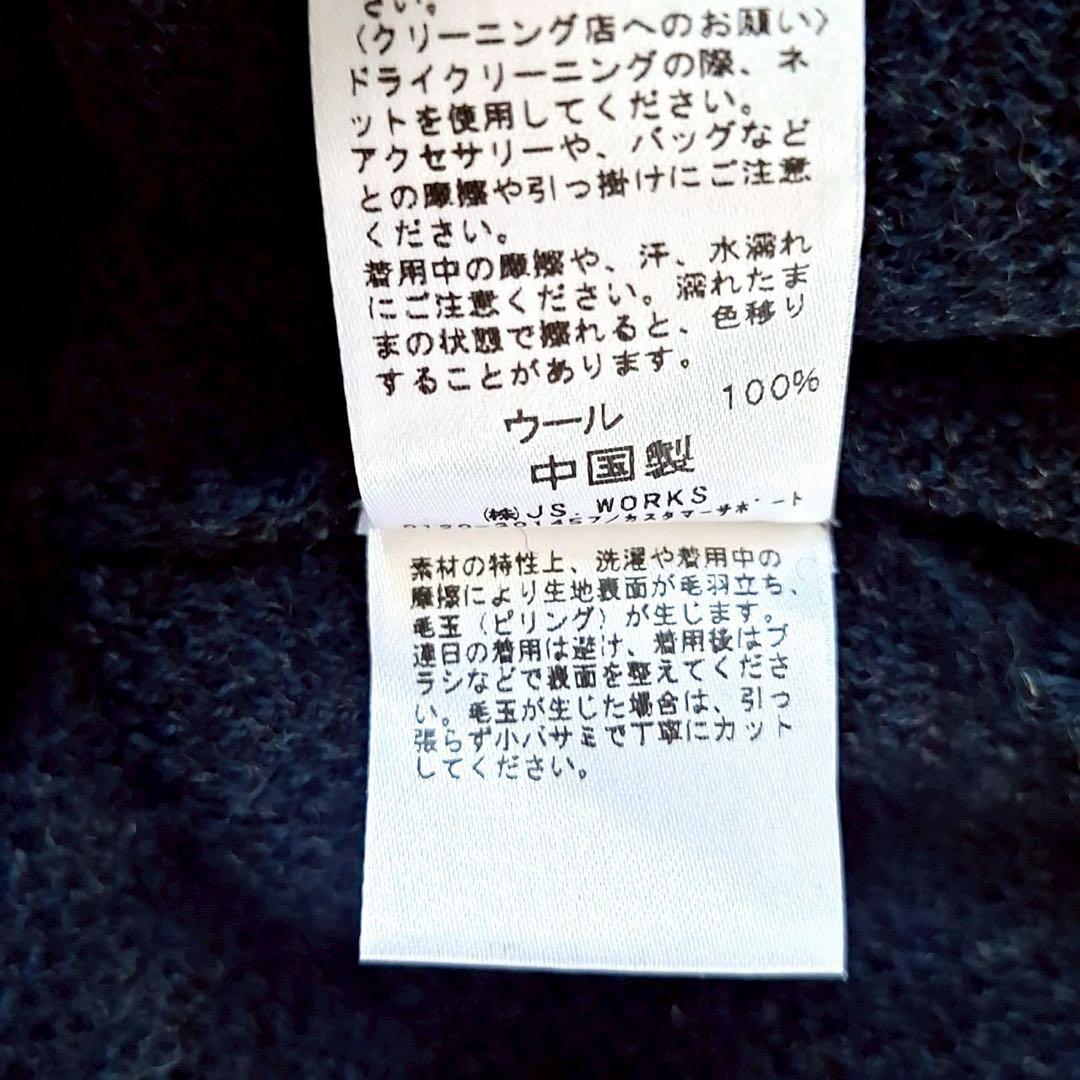 さい。
〈クリーニング店へのお願い〉
ドライクリーニングの際、ネ
ットを使用してください。
アクセサリーや、バッグなど
との摩擦や引っ掛けにご注意
ください。
着用中の摩擦や、汗、水濡れ
にご注意ください。濡れたま
まの状態で擦れると、色移り
することがあります。
ウール 100%
中国製
(株)JS. WORKS
カスタマーサポート
素材の特性上、洗濯や着用中の
摩擦により生地表面が毛羽立ち、
毛玉(ピリング)が生じます。
連日の着用は避け、着用後はブ
ラシなどで表面を整えてくださ
い。毛玉が生じた場合は、引っ
張らず小バサミで丁寧にカット
してください。